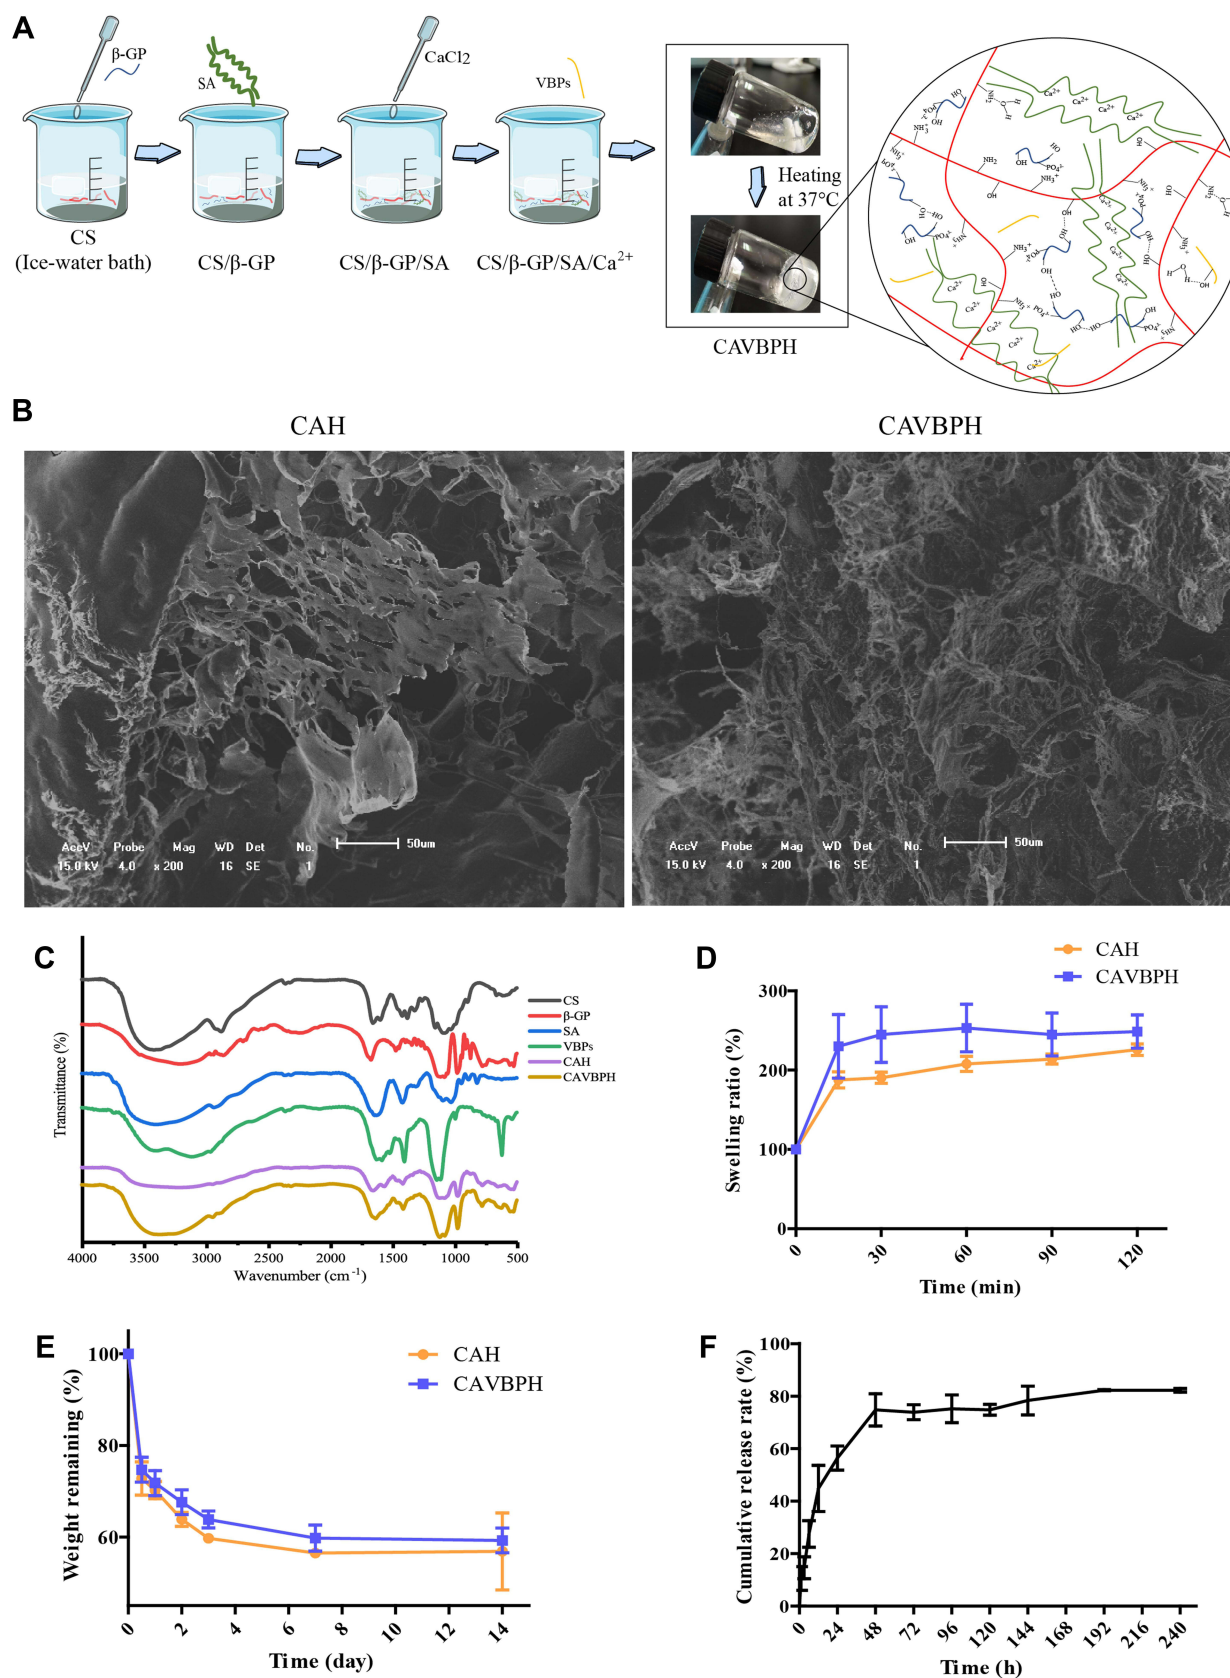 A
β-GP
SA
CaCl2
VBPs
CS
(Ice-water bath)
CS/β-GP
CS/β-GP/SA
CS/β-GP/SA/Ca²⁺
Heating
at 37°C
CAVBPH
B
CAH
CAVBPH
AccV Probe Mag WD Det No.
15.0 kV 4.0 x 200 16 SE 1
50um
AccV Probe Mag WD Det No.
15.0 kV 4.0 x 200 16 SE 1
50um
C
Transmittance (%)
CS
β-GP
SA
VBPs
CAH
CAVBPH
4000 3500 3000 2500 2000 1500 1000 500
Wavenumber (cm⁻¹)
D
CAH
CAVBPH
Swelling ratio (%)
300
200
100
0
0 30 60 90 120
Time (min)
E
CAH
CAVBPH
Weight remaining (%)
100
80
60
0 2 4 6 8 10 12 14
Time (day)
F
Cumulative release rate (%)
100
80
60
40
20
0
0 24 48 72 96 120 144 168 192 216 240
Time (h)